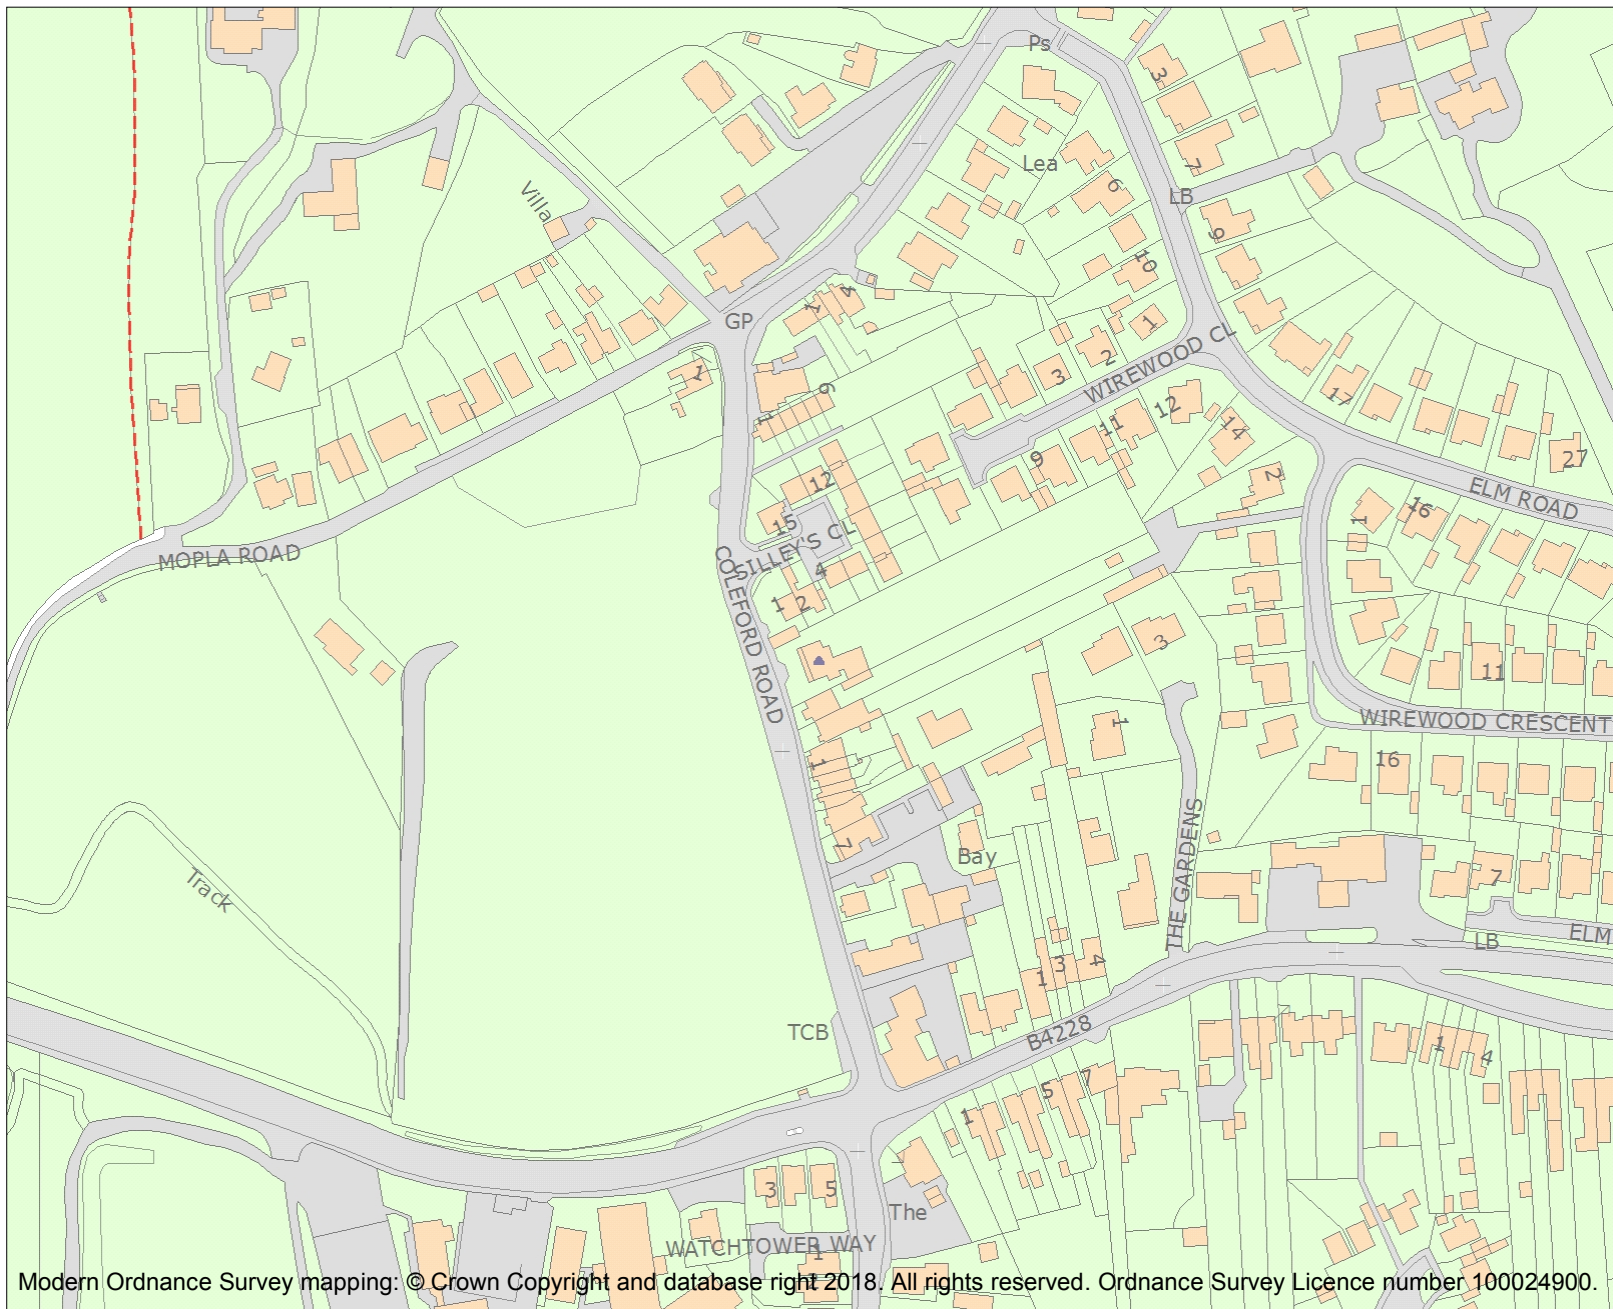 Ps
3
Lea
7
Villa
6
LB
9
10
1
4
GP
1
WIREWOOD CL
2
3
1
6
1
17
12
11
14
9
27
12
2
ELM ROAD
16
1
15
SILLEY'S CL
MOPLA ROAD
4
COLEFORD ROAD
1
2
3
11
1
WIREWOOD CRESCENT
1
16
7
Bay
THE GARDENS
7
Track
ELM
LB
4
3
1
TCB
B4228
1
4
5
7
1
3
5
The
WATCHTOWER WAY
1
2
Modern Ordnance Survey mapping: © Crown Copyright and database right 2018. All rights reserved. Ordnance Survey Licence number 100024900.